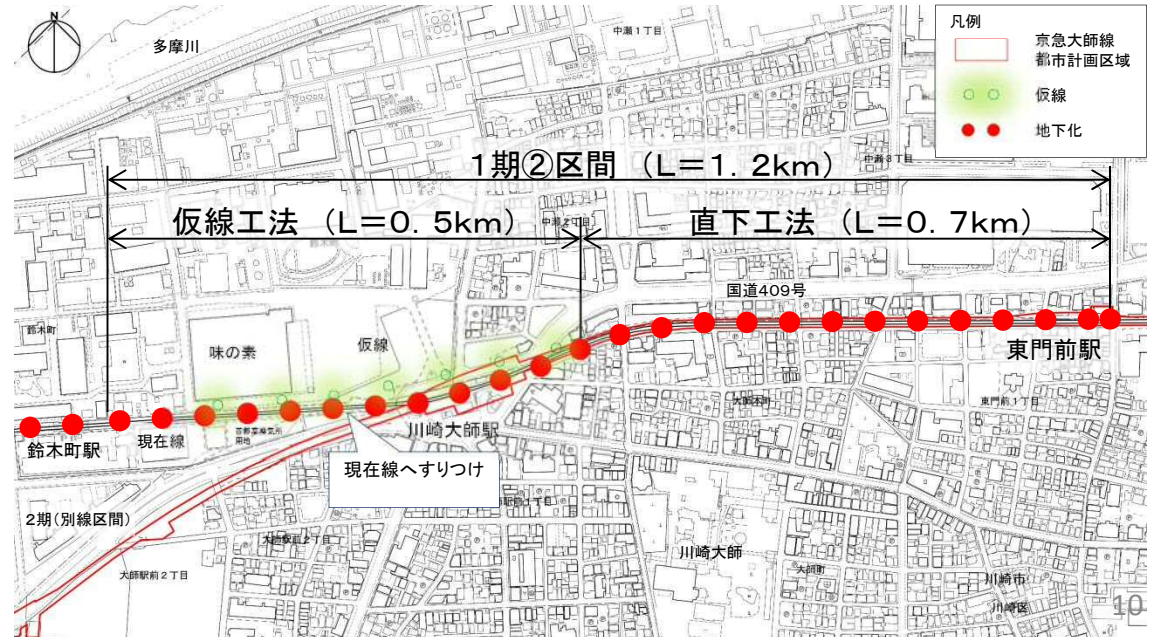 N
多摩川
中瀬1丁目
凡例
京急大師線
都市計画区域
仮線
地下化
中瀬3丁目
1期②区間 (L=1.2km)
仮線工法 (L=0.5km)
中瀬2丁目
直下工法 (L=0.7km)
国道409号
鈴木町
味の素
仮線
東門前駅
大師本町
東門前1丁目
鈴木町駅
現在線
川崎大師駅
現在線へすりつけ
2期(別線区間)
大師駅前2丁目
大師駅前2丁目
川崎大師
大師町
川崎市
川崎区
10